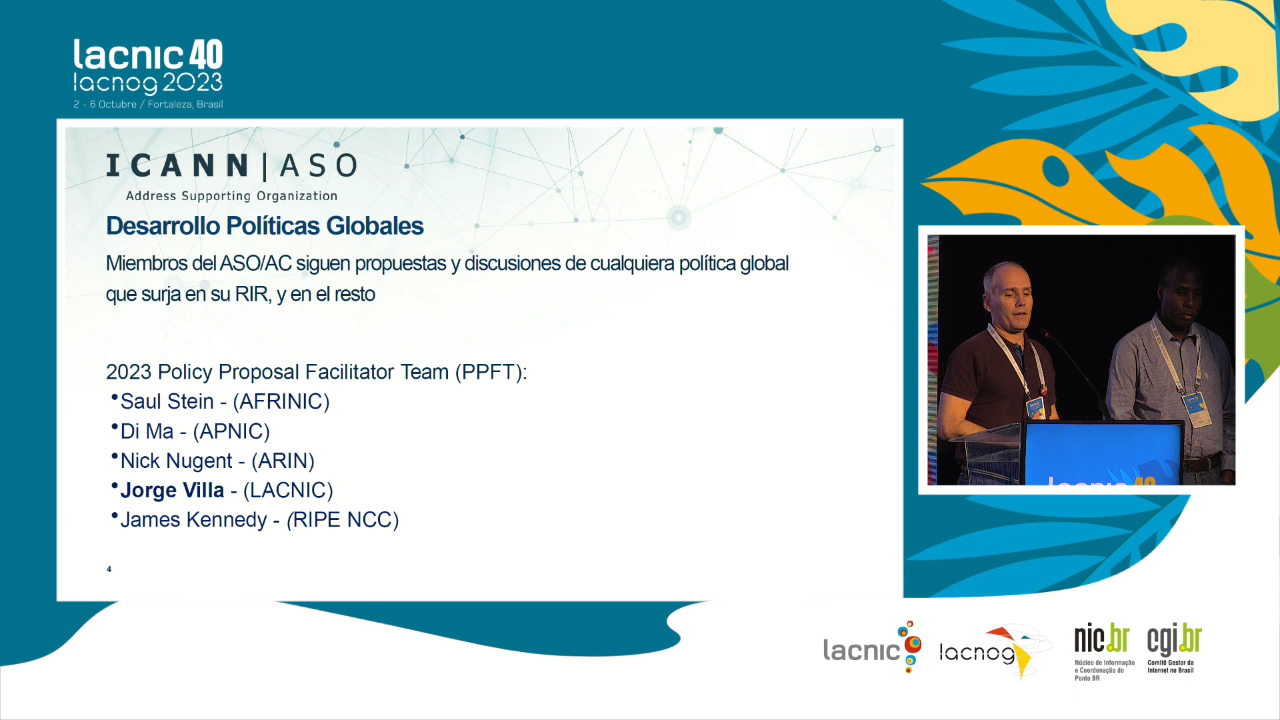 lacnic 40
lacnog 2023
2 - 6 Octubre / Fortaleza, Brasil
ICANN|ASO
Address Supporting Organization
Desarrollo Políticas Globales
Miembros del ASO/AC siguen propuestas y discusiones de cualquiera política global
que surja en su RIR, y en el resto
2023 Policy Proposal Facilitator Team (PPFT):
•Saul Stein - (AFRINIC)
•Di Ma - (APNIC)
•Nick Nugent - (ARIN)
•Jorge Villa - (LACNIC)
•James Kennedy - (RIPE NCC)
4
lacnic 40
lacnic
lacnog
nic.br
Núcleo de Informação
e Coordenação do
Ponto BR
cgi.br
Comitê Gestor da
Internet no Brasil